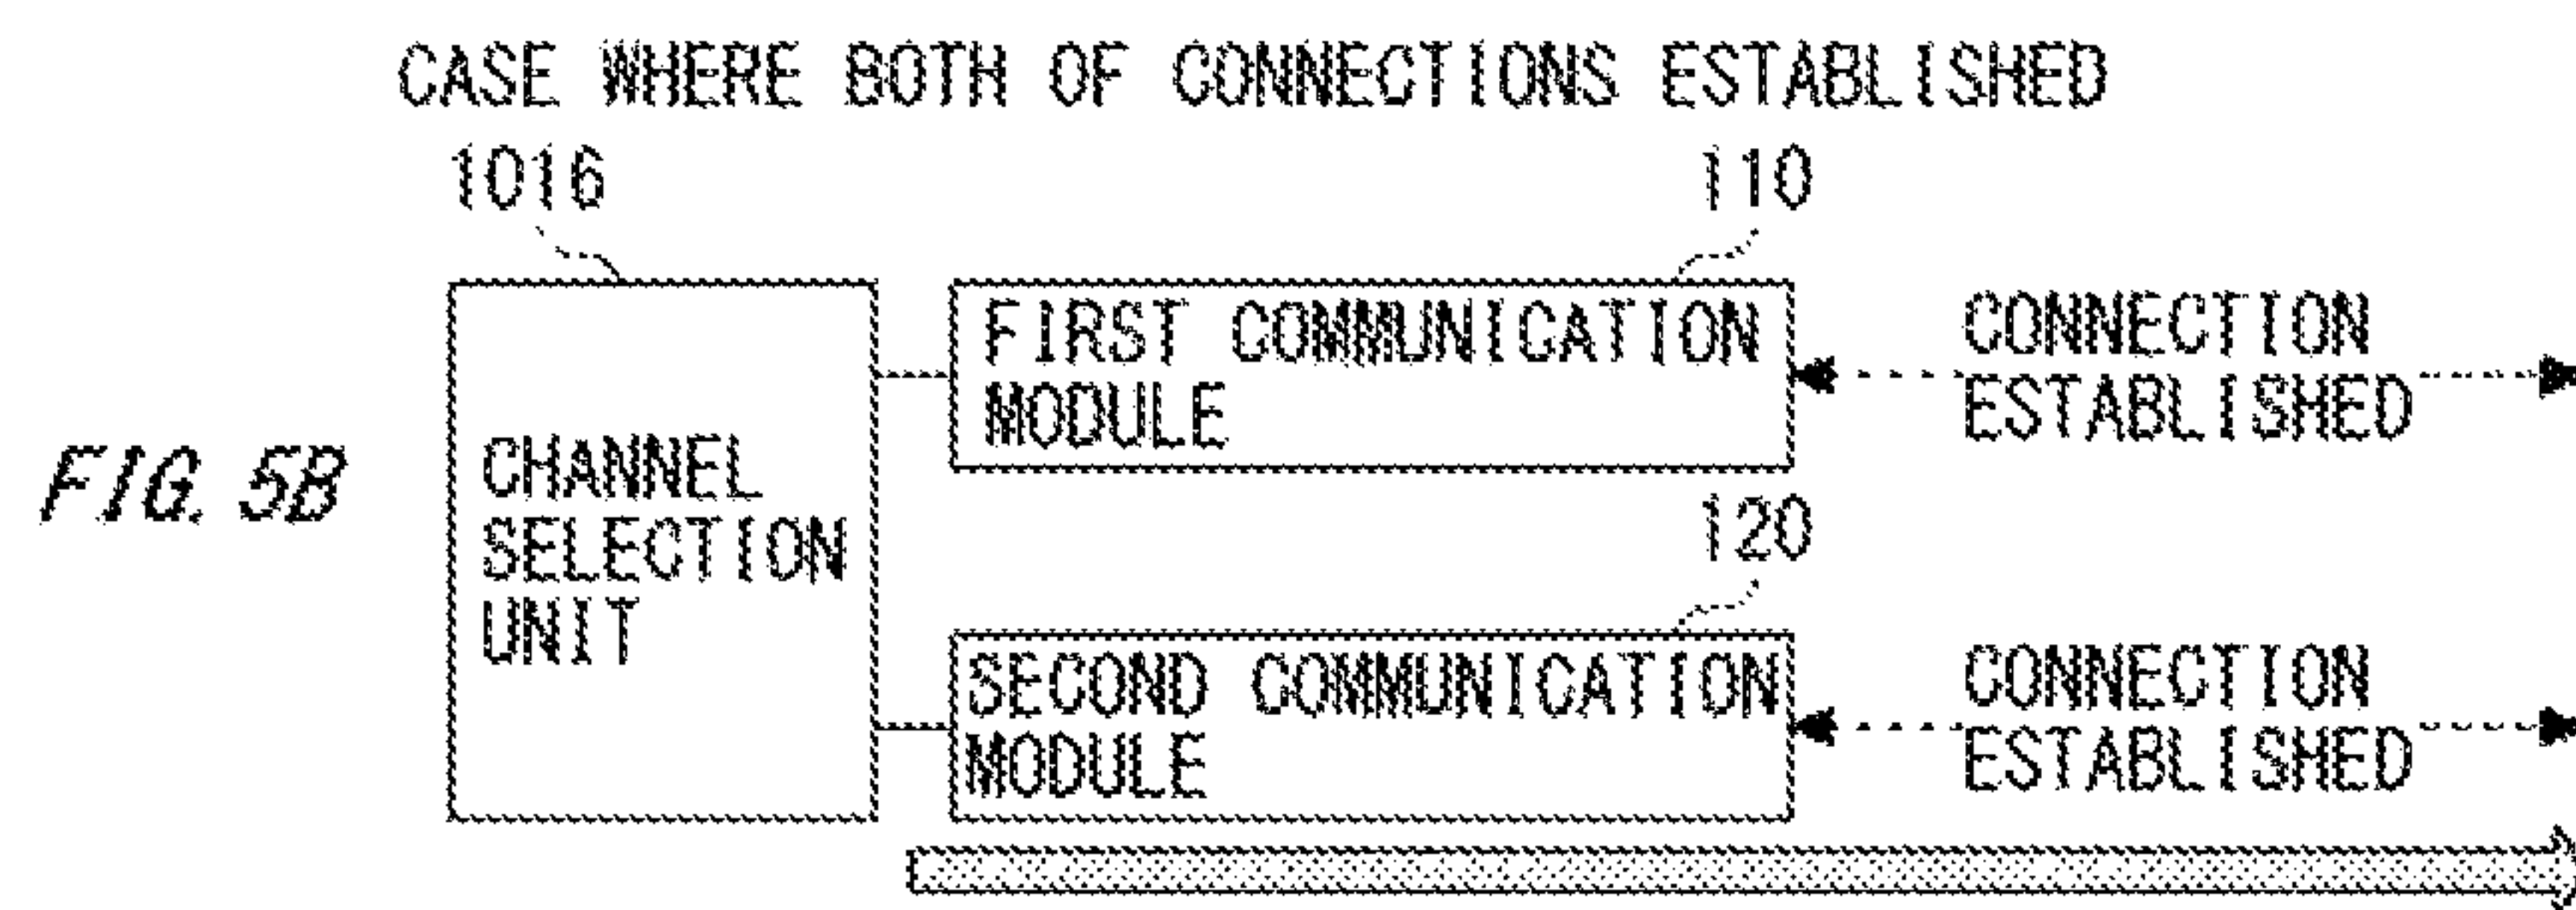 CASE WHERE BOTH OF CONNECTIONS ESTABLISHED
1016
110
FIRST COMMUNICATION
MODULE
CONNECTION
ESTABLISHED
FIG. 5B
CHANNEL
SELECTION
UNIT
120
SECOND COMMUNICATION
MODULE
CONNECTION
ESTABLISHED